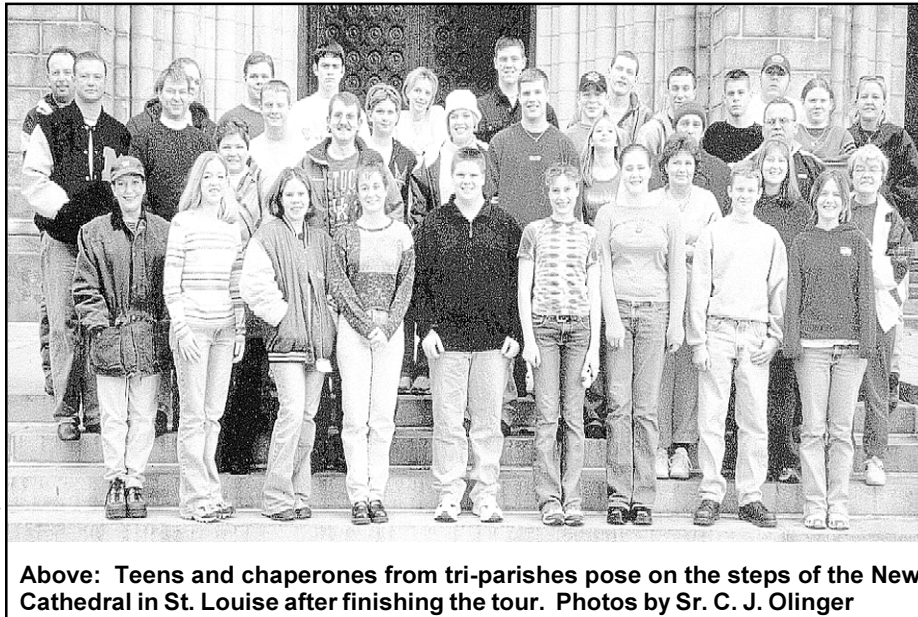 Above: Teens and chaperones from tri-parishes pose on the steps of the New
Cathedral in St. Louise after finishing the tour. Photos by Sr. C. J. Olinger